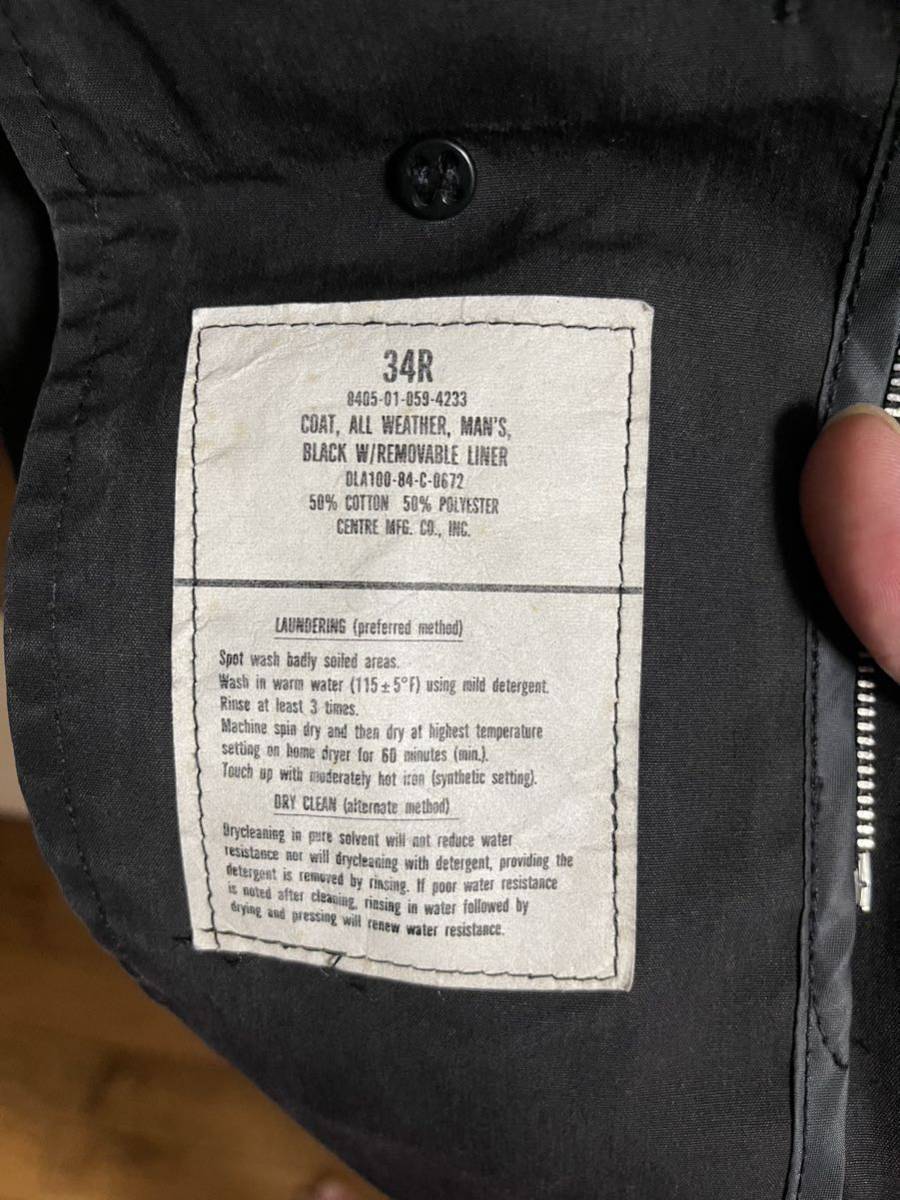 34R
8405-01-059-4233
COAT, ALL WEATHER, MAN'S,
BLACK W/REMOVABLE LINER
DLA100-84-C-0672
50% COTTON 50% POLYESTER
CENTRE MFG. CO., INC.
LAUNDERING (preferred method)
Spot wash badly soiled areas.
Wash in warm water (115±5°F) using mild detergent.
Rinse at least 3 times.
Machine spin dry and then dry at highest temperature
setting on home dryer for 60 minutes (min.).
Touch up with moderately hot iron (synthetic setting).
DRY CLEAN (alternate method)
Drycleaning in pure solvent will not reduce water
resistance nor will drycleaning with detergent, providing the
detergent is removed by rinsing. If poor water resistance
is noted after cleaning, rinsing in water followed by
drying and pressing will renew water resistance.